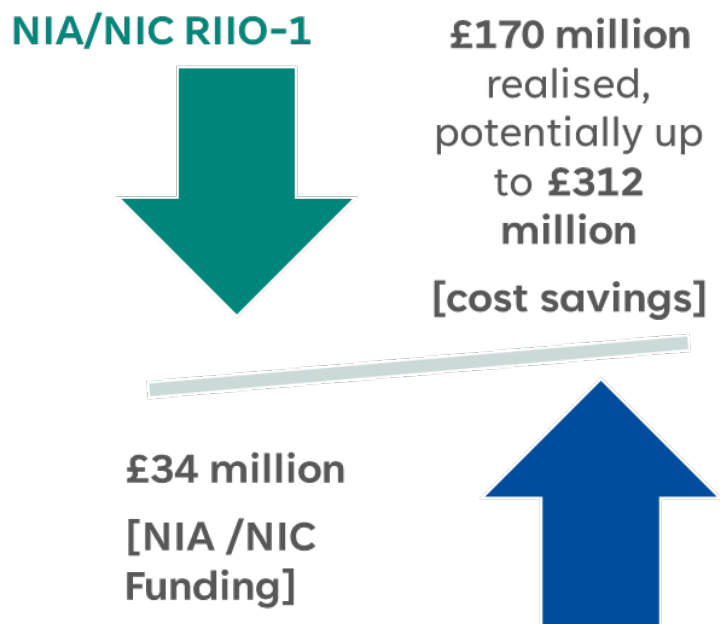 NIA/NIC RIIO-1
£170 million
realised,
potentially up
to £312
million
[cost savings]
£34 million
[NIA /NIC
Funding]